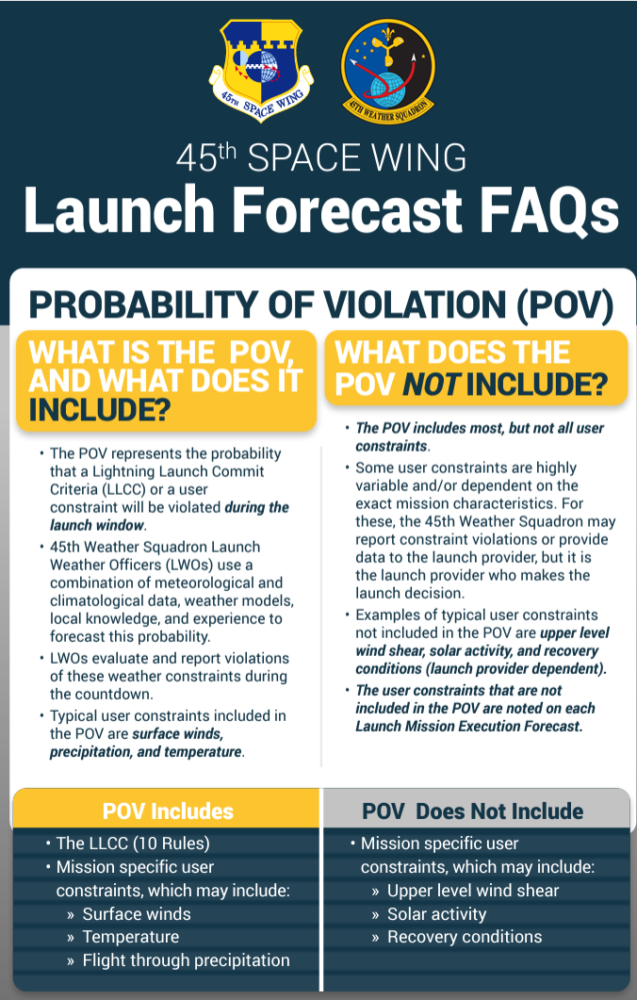 45TH SPACE WING
45TH WEATHER SQUADRON
45th SPACE WING
Launch Forecast FAQs
PROBABILITY OF VIOLATION (POV)
WHAT IS THE POV,
AND WHAT DOES IT
INCLUDE?
• The POV represents the probability
that a Lightning Launch Commit
Criteria (LLCC) or a user
constraint will be violated during the
launch window.
• 45th Weather Squadron Launch
Weather Officers (LWOs) use a
combination of meteorological and
climatological data, weather models,
local knowledge, and experience to
forecast this probability.
• LWOs evaluate and report violations
of these weather constraints during
the countdown.
• Typical user constraints included in
the POV are surface winds,
precipitation, and temperature.
WHAT DOES THE
POV NOT INCLUDE?
• The POV includes most, but not all user
constraints.
• Some user constraints are highly
variable and/or dependent on the
exact mission characteristics. For
these, the 45th Weather Squadron may
report constraint violations or provide
data to the launch provider, but it is
the launch provider who makes the
launch decision.
• Examples of typical user constraints
not included in the POV are upper level
wind shear, solar activity, and recovery
conditions (launch provider dependent).
• The user constraints that are not
included in the POV are noted on each
Launch Mission Execution Forecast.
POV Includes
• The LLCC (10 Rules)
• Mission specific user
constraints, which may include:
» Surface winds
» Temperature
» Flight through precipitation
POV Does Not Include
• Mission specific user
constraints, which may include:
» Upper level wind shear
» Solar activity
» Recovery conditions